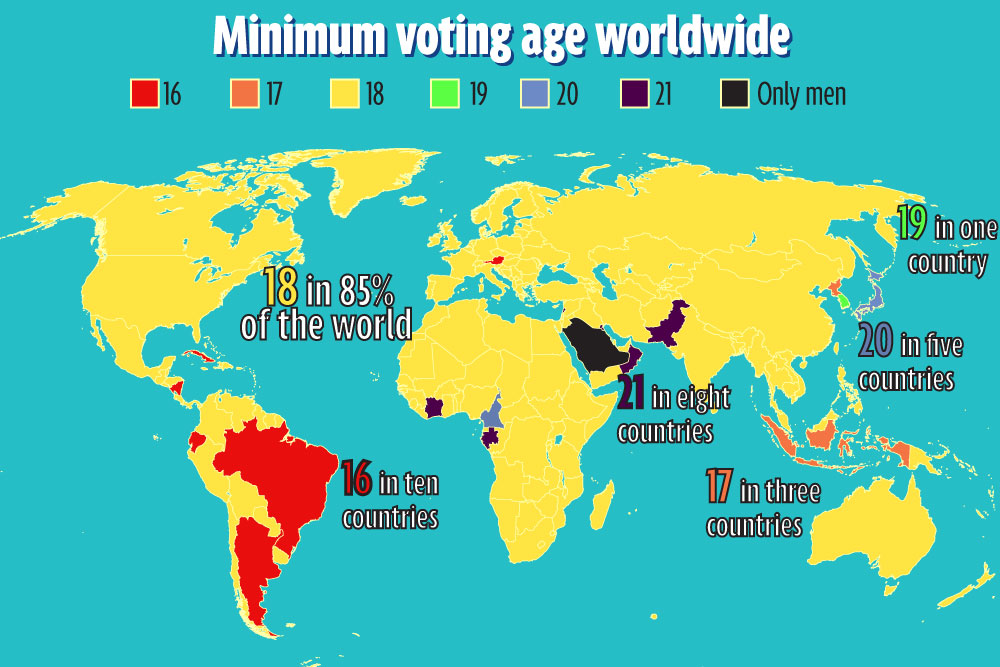 Minimum voting age worldwide
16 17 18 19 20 21 Only men
19 in one
country
18 in 85%
of the world
20 in five
countries
21 in eight
countries
16 in ten
countries
17 in three
countries